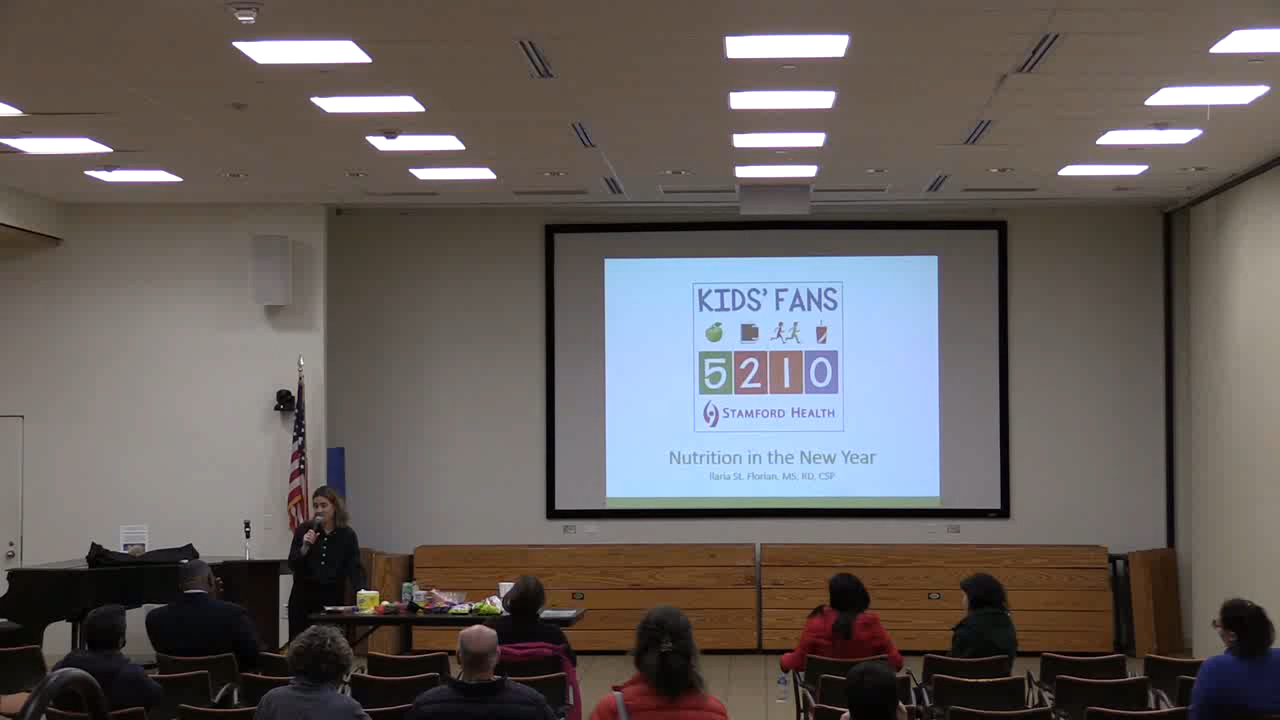 KIDS' FANS
5210
STAMFORD HEALTH
Nutrition in the New Year
Ilaria St. Florian, MS, RD, CSP